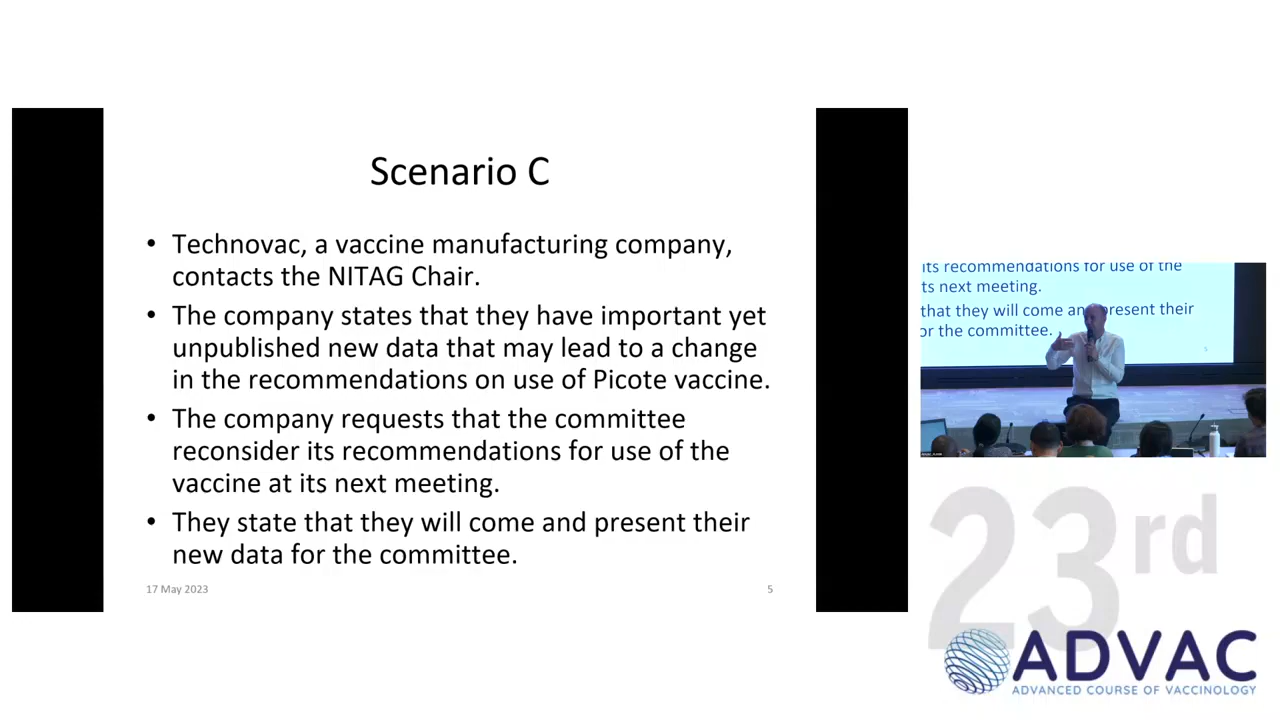 Scenario C
• Technovac, a vaccine manufacturing company,
contacts the NITAG Chair.
• The company states that they have important yet
unpublished new data that may lead to a change
in the recommendations on use of Picote vaccine.
• The company requests that the committee
reconsider its recommendations for use of the
vaccine at its next meeting.
• They state that they will come and present their
new data for the committee.
17 May 2023
5
its recommendations for use of the
ts next meeting.
that they will come an present their
or the committee.
23rd
ADVAC
ADVANCED COURSE OF VACCINOLOGY